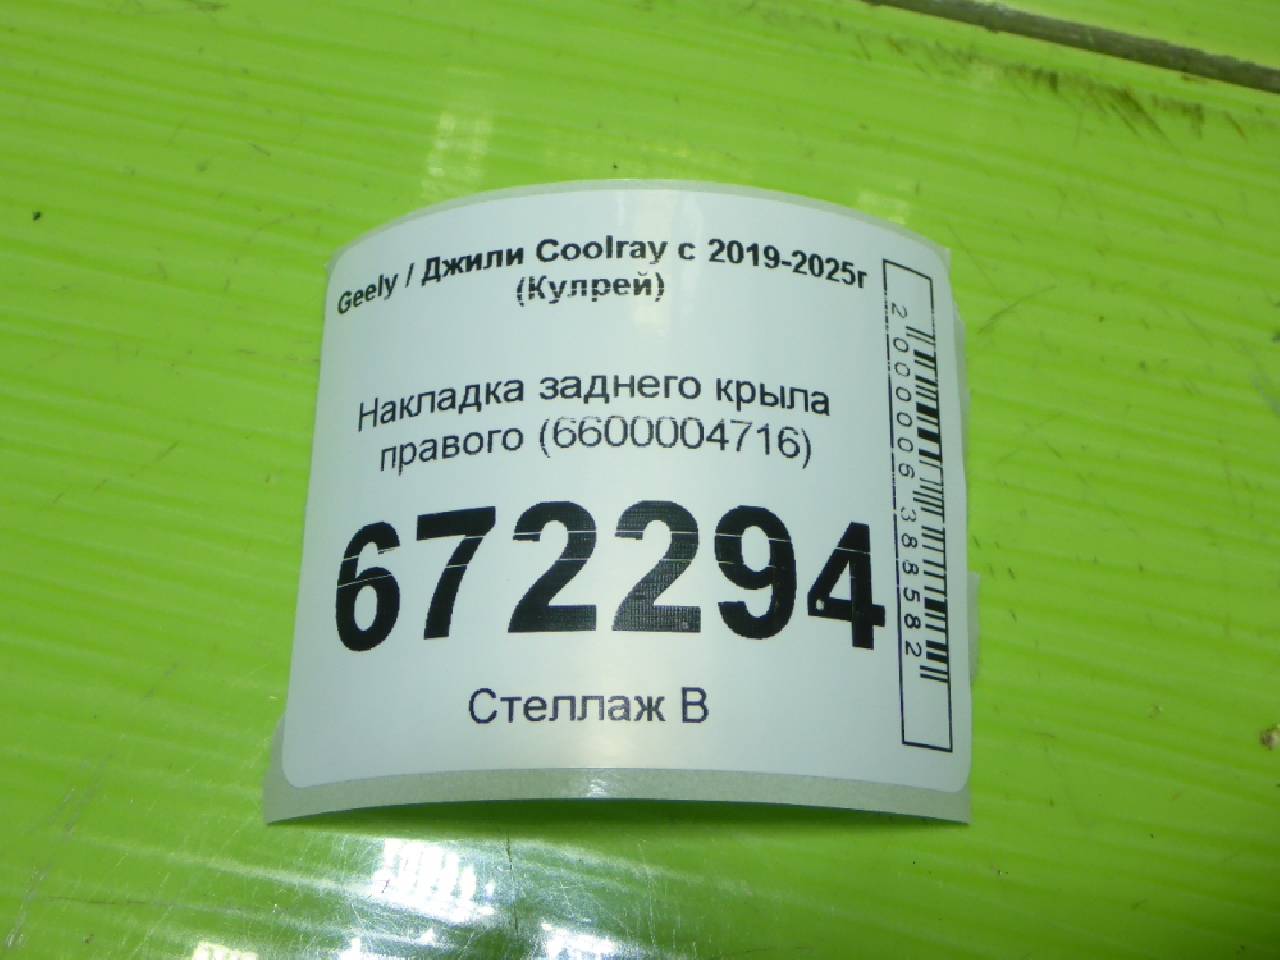 Geely / Джили Coolray с 2019-2025г
(Кулрей)
Накладка заднего крыла
правого (6600004716)
672294
Стеллаж В
2000006388582